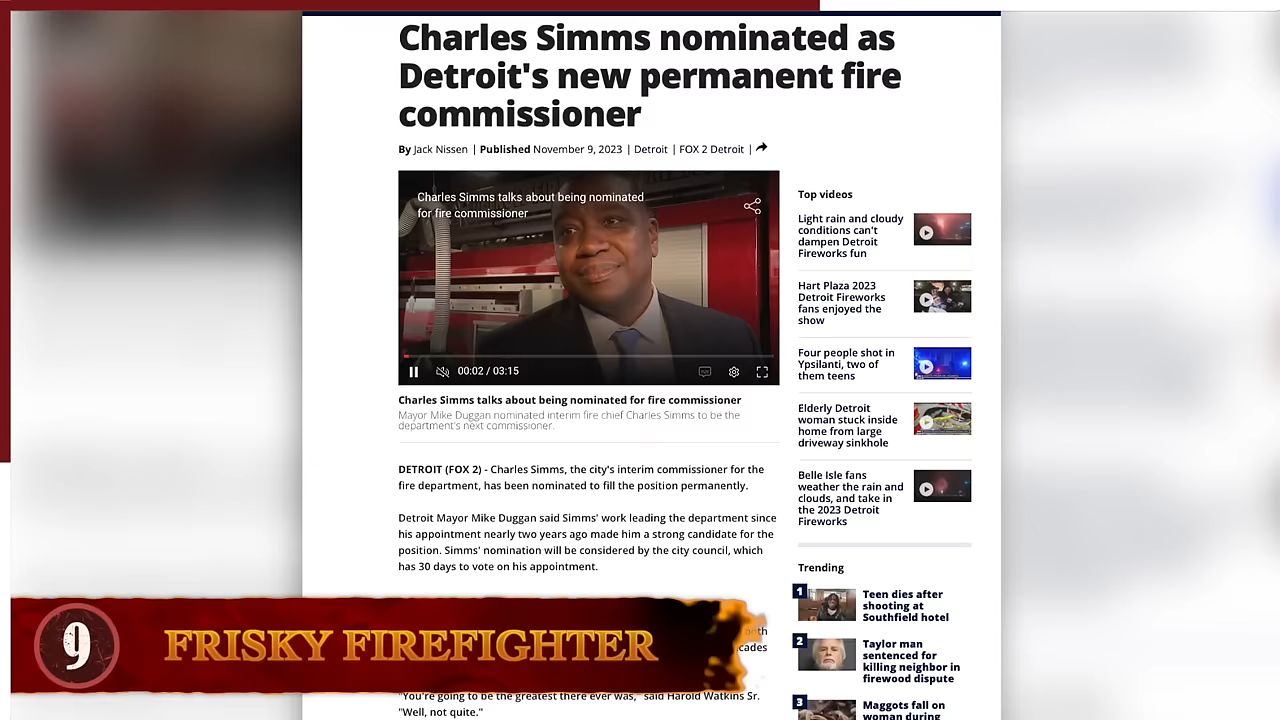 Charles Simms nominated as
Detroit's new permanent fire
commissioner
By Jack Nissen | Published November 9, 2023 | Detroit | FOX 2 Detroit |
Charles Simms talks about being nominated
for fire commissioner
00:02 / 03:15
Charles Simms talks about being nominated for fire commissioner
Mayor Mike Duggan nominated interim fire chief Charles Simms to be the
department's next commissioner.
DETROIT (FOX 2) - Charles Simms, the city's interim commissioner for the
fire department, has been nominated to fill the position permanently.
Detroit Mayor Mike Duggan said Simms' work leading the department since
his appointment nearly two years ago made him a strong candidate for the
position. Simms' nomination will be considered by the city council, which
has 30 days to vote on his appointment.
"You're going to be the greatest there ever was," said Harold Watkins Sr.
"Well, not quite."
Top videos
Light rain and cloudy
conditions can't
dampen Detroit
Fireworks fun
Hart Plaza 2023
Detroit Fireworks
fans enjoyed the
show
Four people shot in
Ypsilanti, two of
them teens
Elderly Detroit
woman stuck inside
home from large
driveway sinkhole
Belle Isle fans
weather the rain and
clouds, and take in
the 2023 Detroit
Fireworks
Trending
1
Teen dies after
shooting at
Southfield hotel
2
Taylor man
sentenced for
killing neighbor in
firewood dispute
3
Maggots fall on
woman during
9
FRISKY FIREFIGHTER